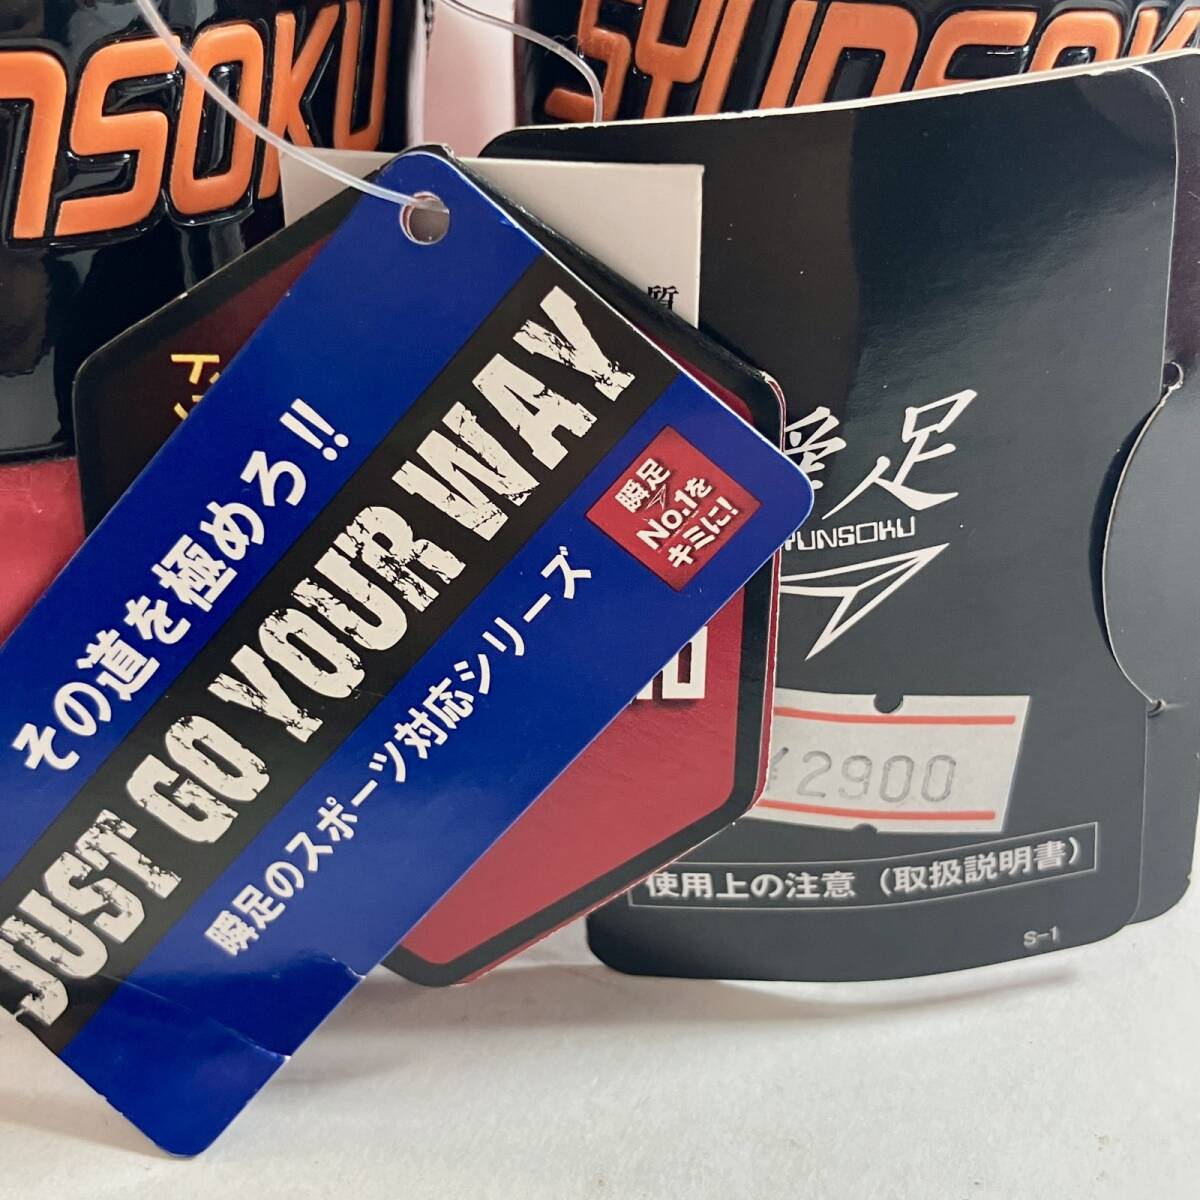 SYUNSOKU
その道を極めろ!!
JUST GO YOUR WAY
瞬足のスポーツ対応シリーズ
瞬足
No.1を
キミに!
質
瞬足
SYUNSOKU
¥2900
使用上の注意（取扱説明書）
S-1